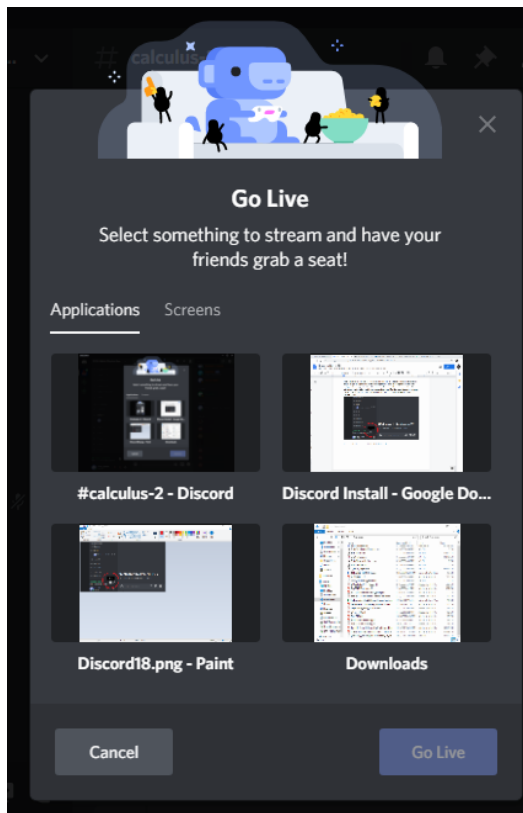 # calculus-
Go Live
Select something to stream and have your
friends grab a seat!
Applications Screens
#calculus-2 - Discord
Discord Install - Google Do...
Discord18.png - Paint
Downloads
Cancel
Go Live